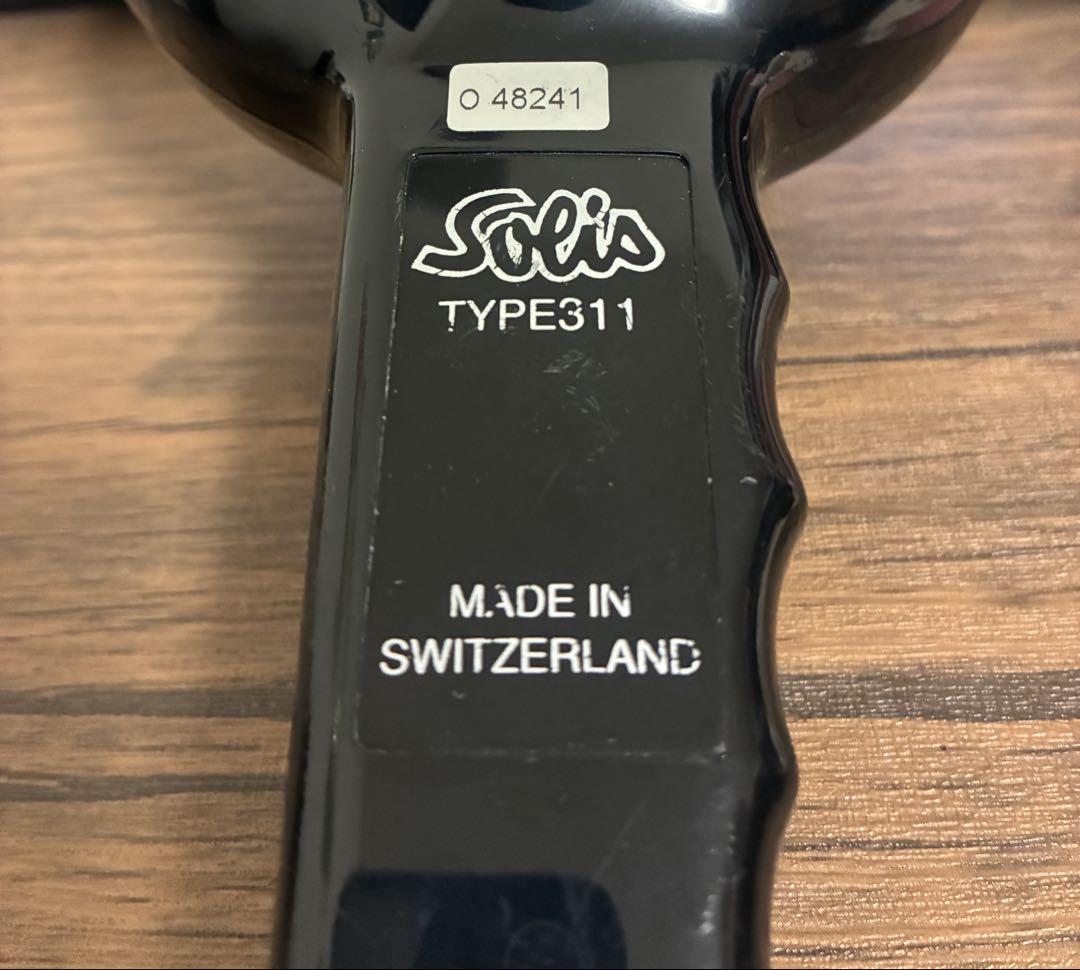 O 48241
Solis
TYPE311
MADE IN
SWITZERLAND